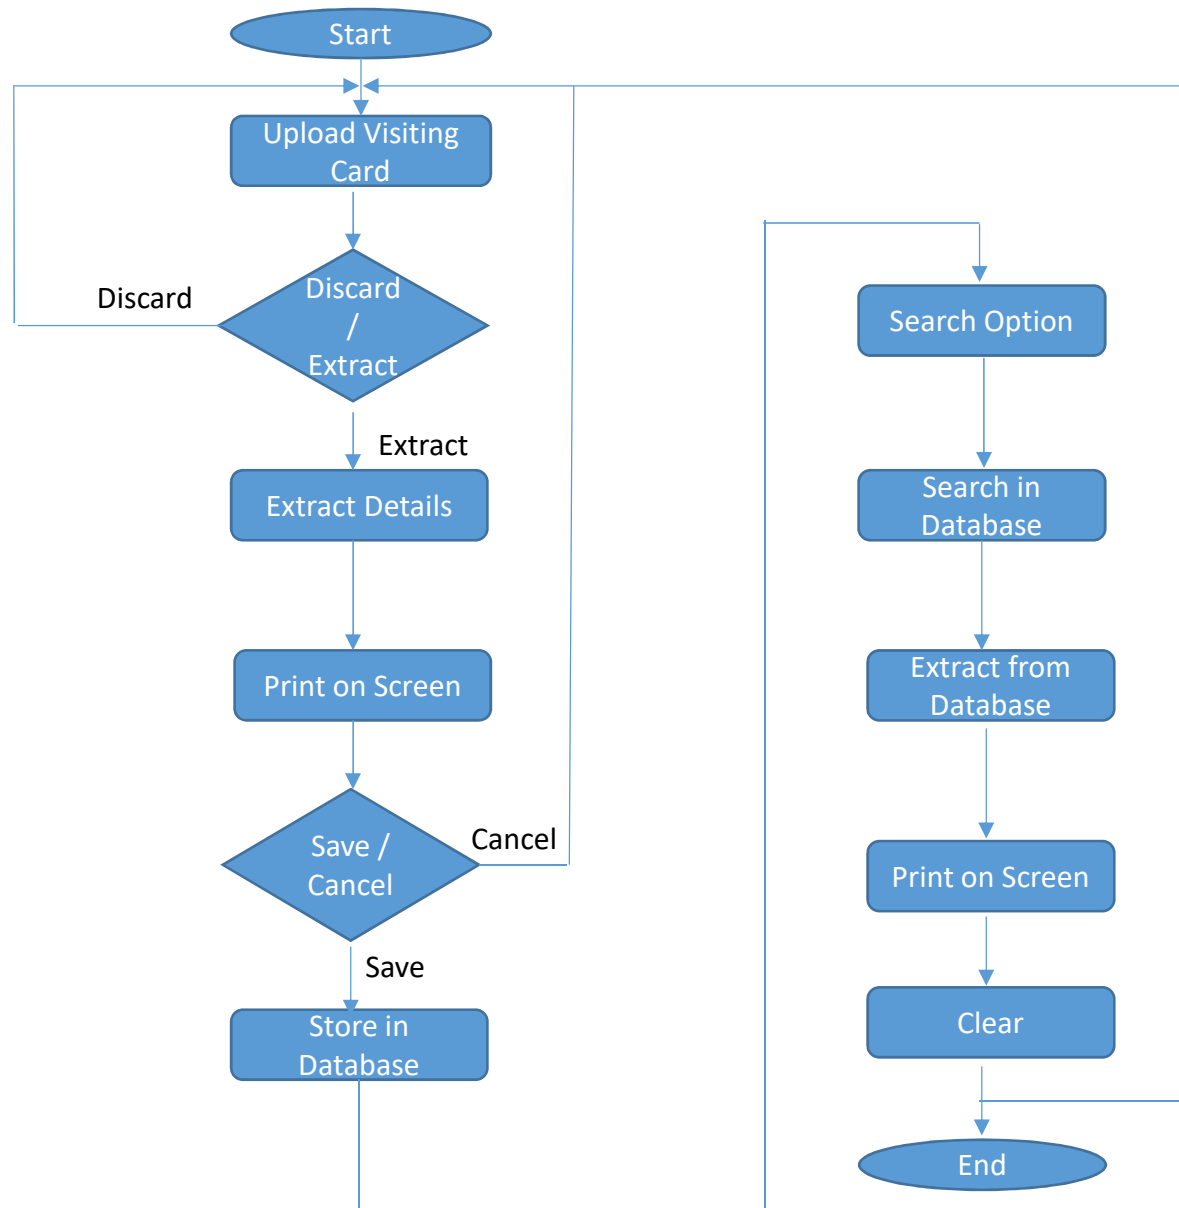 Start
Upload Visiting
Card
Discard
/
Extract
Discard
Extract
Extract Details
Print on Screen
Save /
Cancel
Cancel
Save
Store in
Database
Search Option
Search in
Database
Extract from
Database
Print on Screen
Clear
End